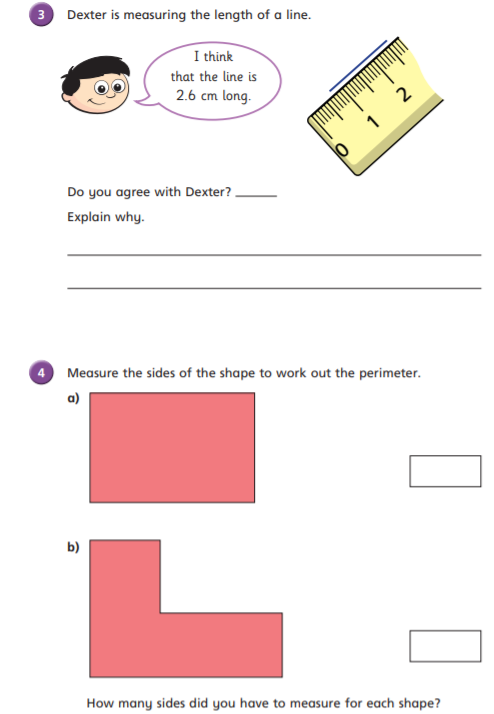 3 Dexter is measuring the length of a line.
I think
that the line is
2.6 cm long.
0 1 2
Do you agree with Dexter?
Explain why.
4 Measure the sides of the shape to work out the perimeter.
a)
b)
How many sides did you have to measure for each shape?